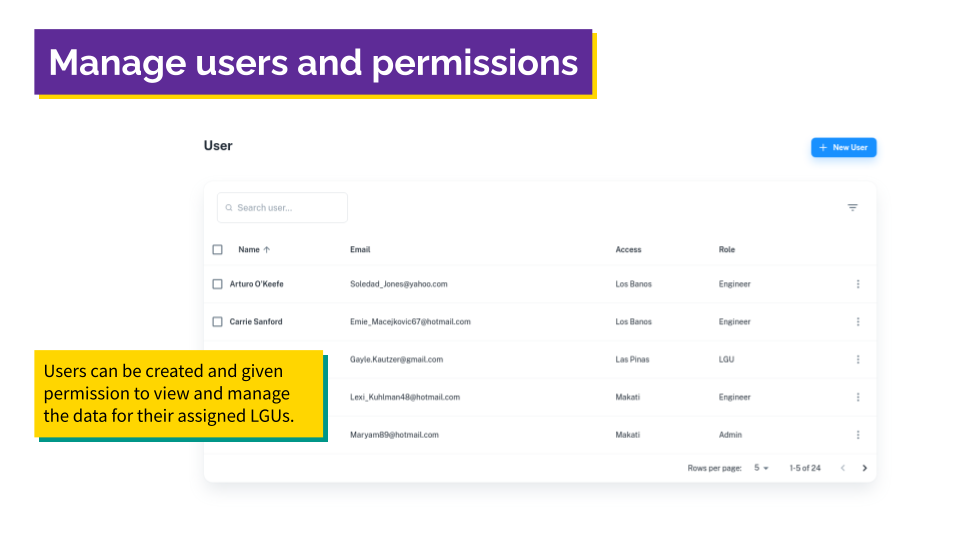 Manage users and permissions
User
+ New User
Search user...
Name ↑ Email Access Role
Arturo O'Keefe Soledad_Jones@yahoo.com Los Banos Engineer
Carrie Sanford Emie_Macejkovic67@hotmail.com Los Banos Engineer
Gayle.Kautzer@gmail.com Las Pinas LGU
Lexi_Kuhlman48@hotmail.com Makati Engineer
Maryam89@hotmail.com Makati Admin
Users can be created and given
permission to view and manage
the data for their assigned LGUs.
Rows per page: 5 1-5 of 24